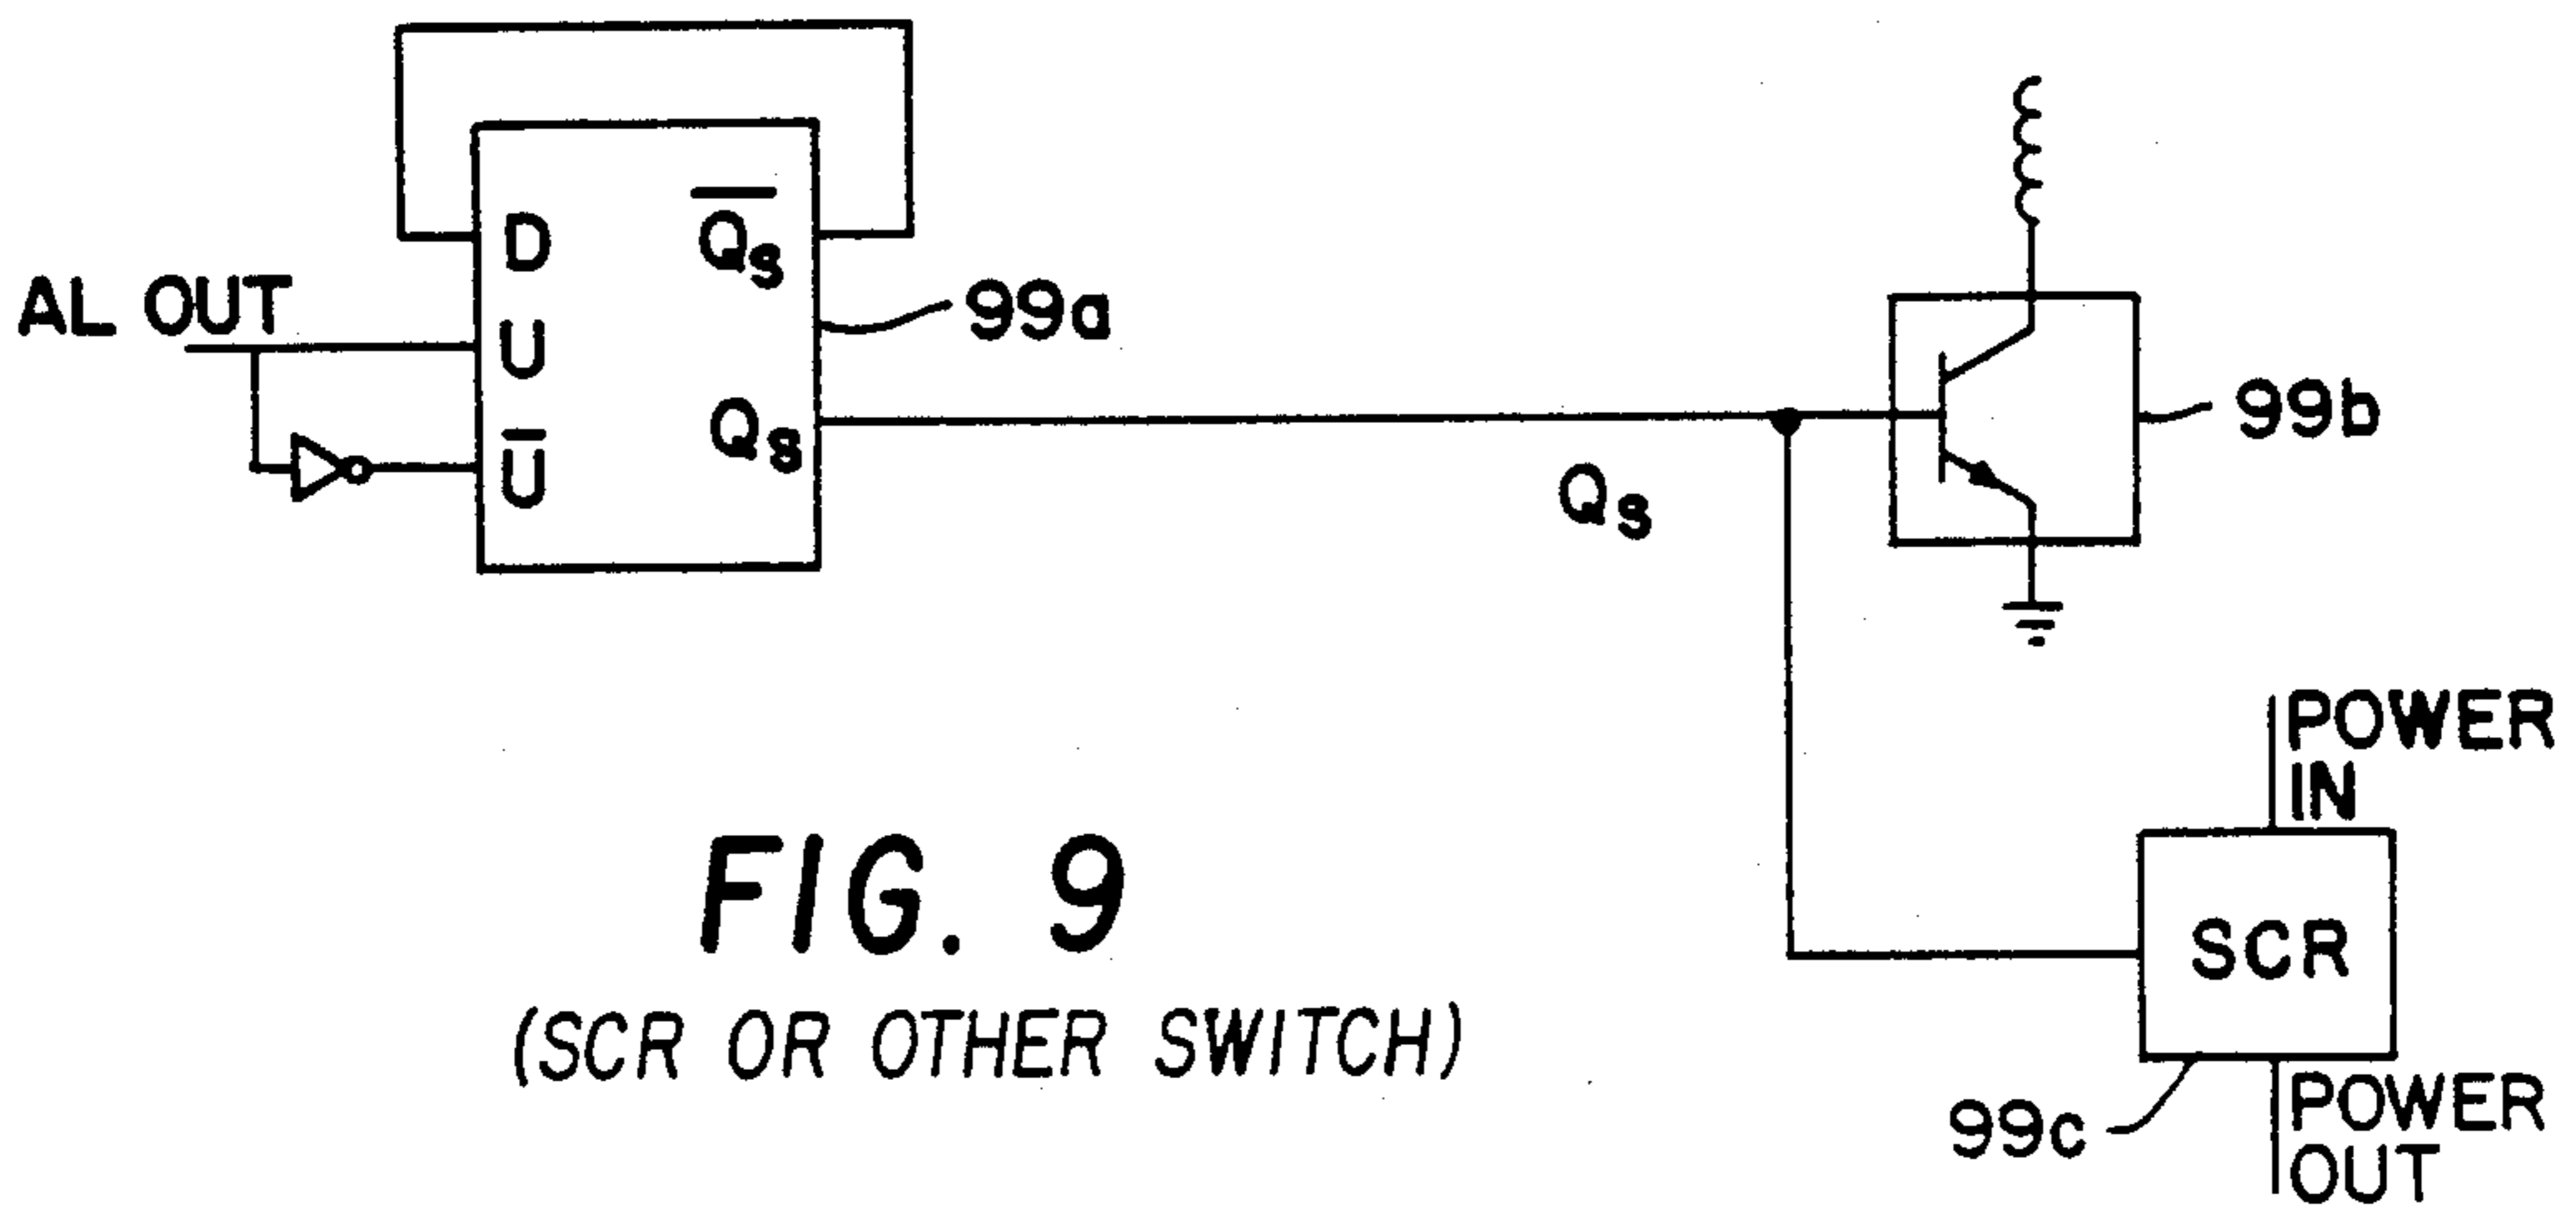 D
Q̅s
AL OUT
99a
U
U̅
Qs
99b
Qs
POWER
IN
SCR
FIG. 9
(SCR OR OTHER SWITCH)
99c
POWER
OUT